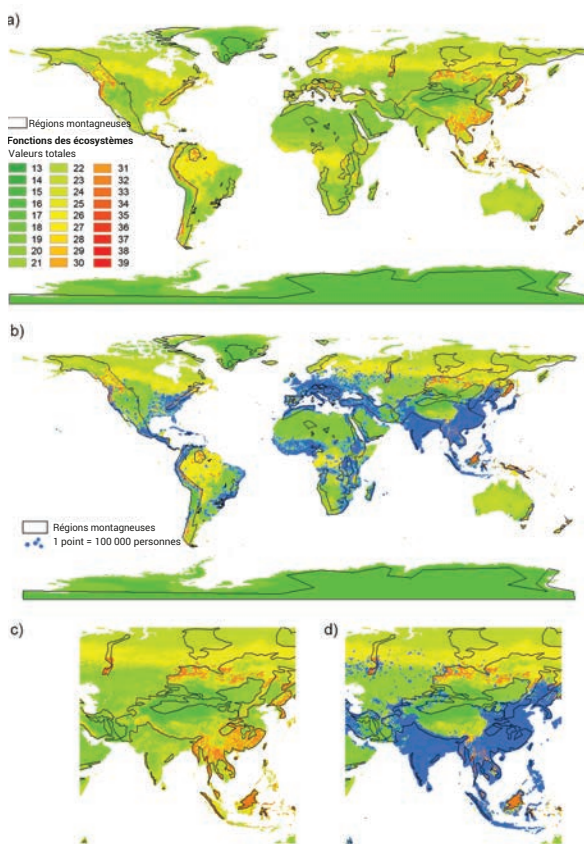 a)
Régions montagneuses
Fonctions des écosystèmes
Valeurs totales
13 22 31
14 23 32
15 24 33
16 25 34
17 26 35
18 27 36
19 28 37
20 29 38
21 30 39
b)
Régions montagneuses
1 point = 100 000 personnes
c) d)